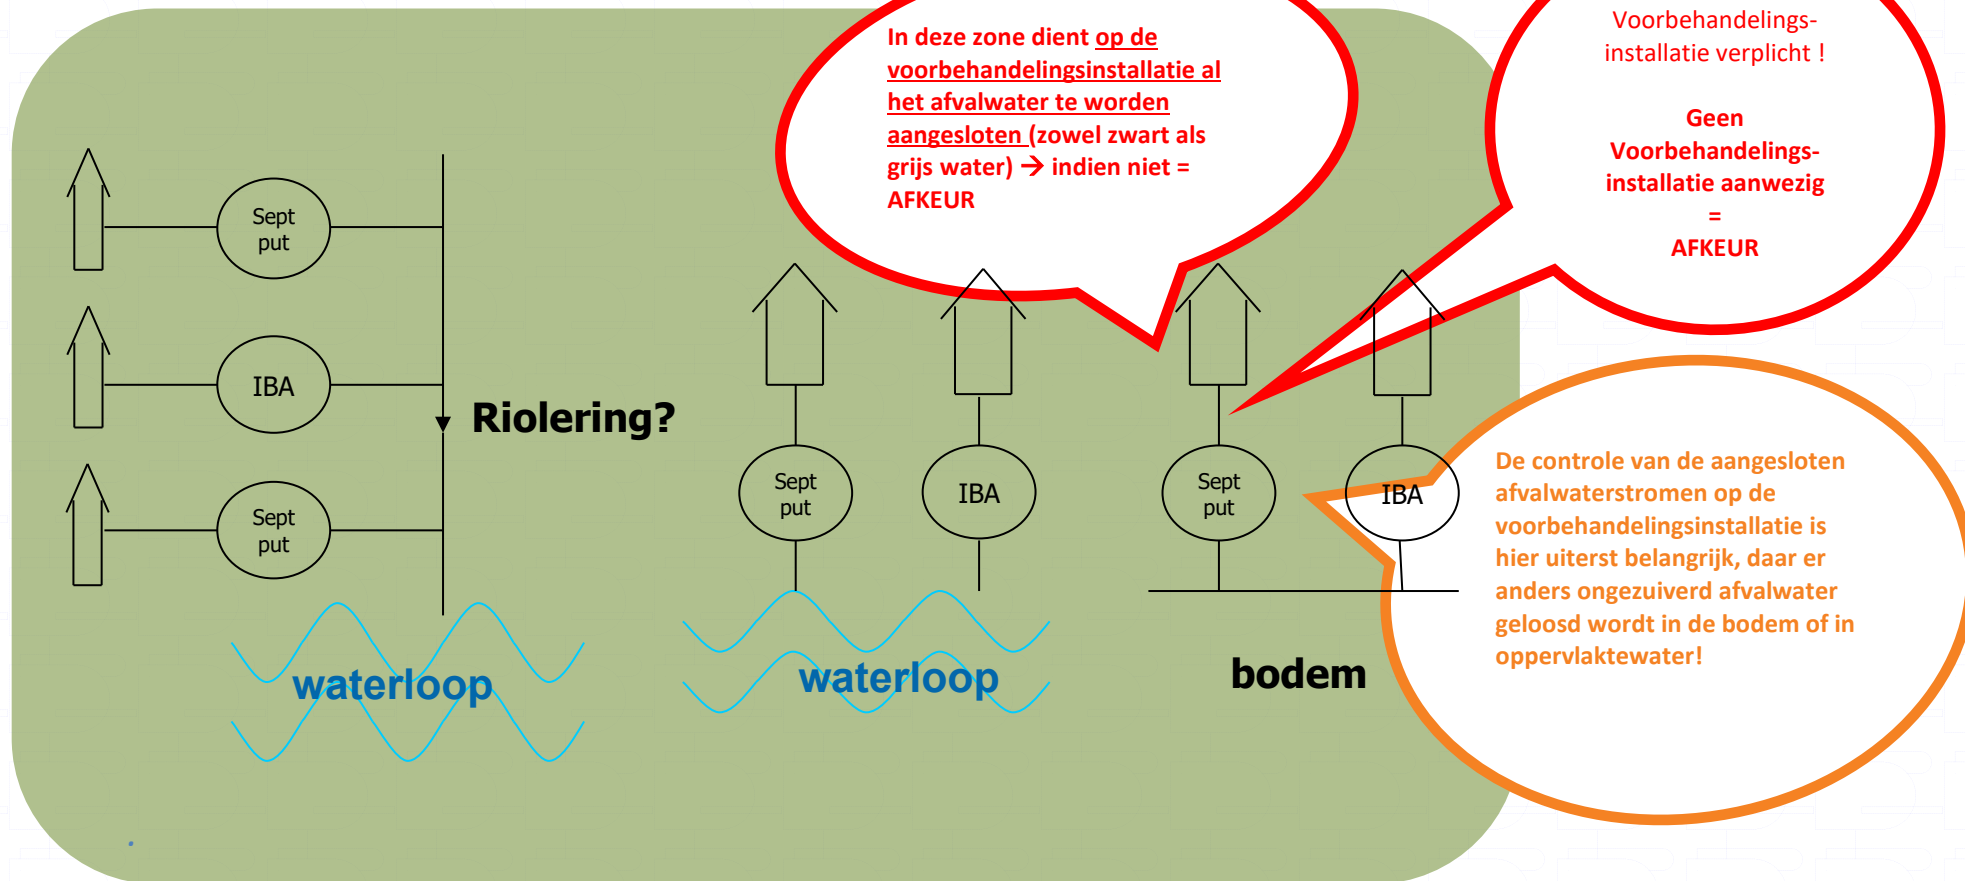 In deze zone dient op de
voorbehandelingsinstallatie al
het afvalwater te worden
aangesloten (zowel zwart als
grijs water) → indien niet =
AFKEUR
Voorbehandelings-
installatie verplicht !
Geen
Voorbehandelings-
installatie aanwezig
=
AFKEUR
Sept
put
IBA
Riolering?
Sept
put
waterloop
Sept
put
IBA
waterloop
Sept
put
IBA
bodem
De controle van de aangesloten
afvalwaterstromen op de
voorbehandelingsinstallatie is
hier uiterst belangrijk, daar er
anders ongezuiverd afvalwater
geloosd wordt in de bodem of in
oppervlaktewater!